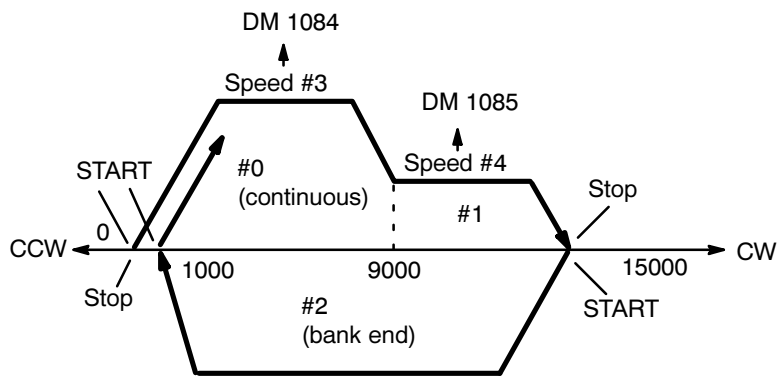 DM 1084
Speed #3
DM 1085
START
#0
(continuous)
Speed #4
Stop
#1
0
CCW
CW
1000
9000
15000
Stop
#2
(bank end)
START